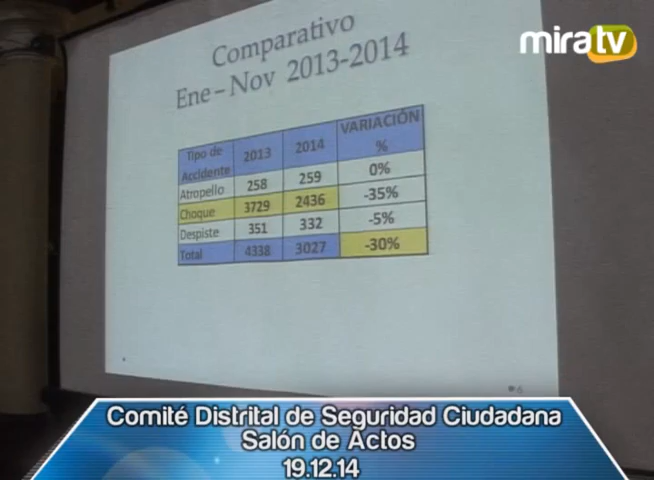 miratv
Comparativo
Ene – Nov 2013-2014
Tipo de Accidente 2013 2014 VARIACIÓN %
Atropello 258 259 0%
Choque 3729 2436 -35%
Despiste 351 332 -5%
Total 4338 3027 -30%
6
Comité Distrital de Seguridad Ciudadana
Salón de Actos
19.12.14